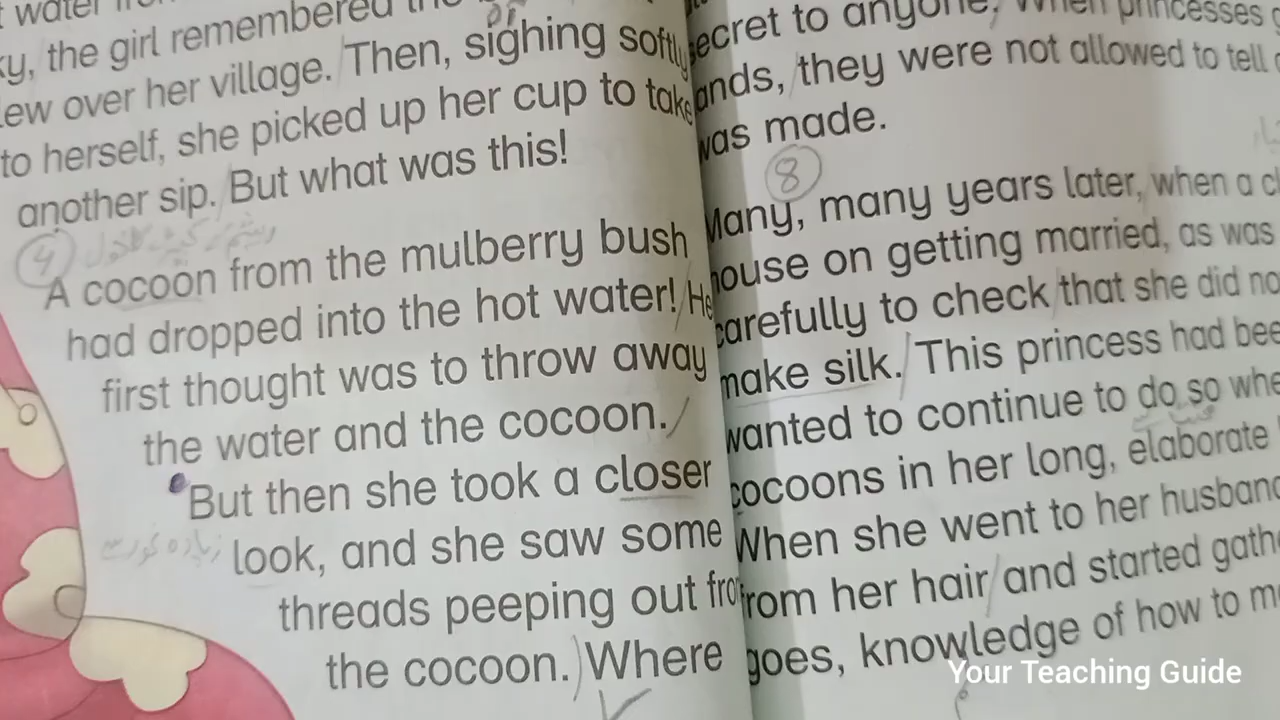 water
ky, the girl remembered the
lew over her village. Then, sighing softly
to herself, she picked up her cup to take
another sip. But what was this!
4
A cocoon from the mulberry bush
had dropped into the hot water! He
first thought was to throw away
the water and the cocoon.
But then she took a closer
look, and she saw some
threads peeping out fro
the cocoon. Where
secret to anyone, When princesses
ands, they were not allowed to tell
was made.
8
Many, many years later, when a cl
house on getting married, as was
carefully to check that she did no
make silk. This princess had bee
wanted to continue to do so whe
cocoons in her long, elaborate
When she went to her husband
from her hair and started gathe
goes, knowledge of how to m
Your Teaching Guide